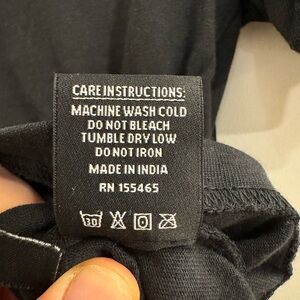 CARE INSTRUCTIONS:
MACHINE WASH COLD
DO NOT BLEACH
TUMBLE DRY LOW
DO NOT IRON
MADE IN INDIA
RN 155465
30